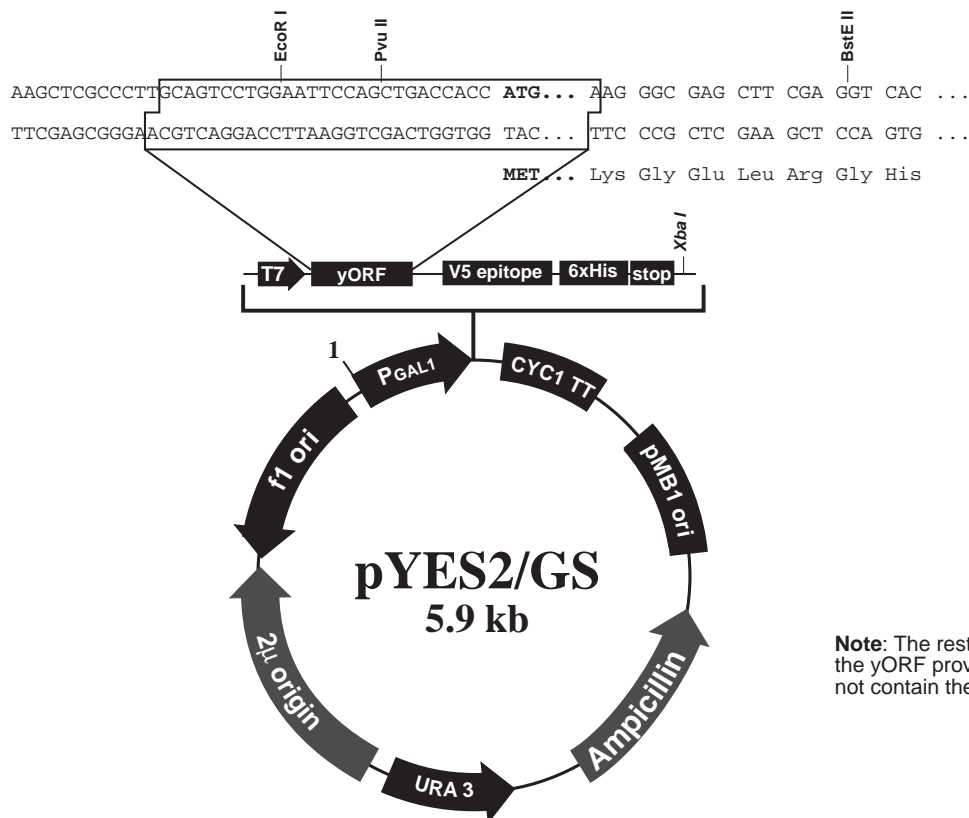 EcoR I
Pvu II
BstE II
AAGCTCGCCCTTGCAGTCCTGGAATTCCAGCTGACCACC ATG... AAG GGC GAG CTT CGA GGT CAC ...
TTCGAGCGGGAACGTCAGGACCTTAAGGTCGACTGGTGG TAC... TTC CCG CTC GAA GCT CCA GTG ...
MET... Lys Gly Glu Leu Arg Gly His
Xba I
T7 yORF V5 epitope 6xHis stop
1
PGAL1
CYC1 TT
f1 ori
pMB1 ori
pYES2/GS
5.9 kb
2µ origin
Ampicillin
URA 3
Note: The rest
the yORF prov
not contain the